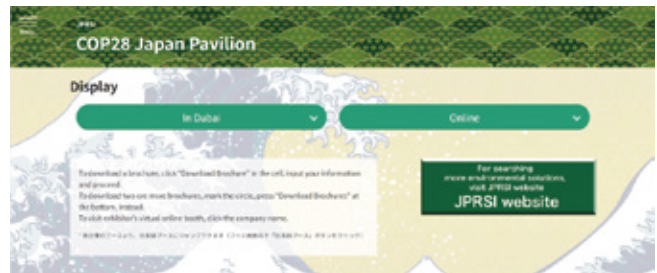 JPRSI
COP28 Japan Pavilion
Display
In Dubai
Online
To download a brochure, click "Download Brochure" in the cell, input your information
and proceed.
To download two ore more brochures, mark the circle, press "Download Brochures" at
the bottom, instead.
To visit exhibitor's virtual online booth, click the company name.
For searching
more environmental solutions,
visit JPRSI website
JPRSI website